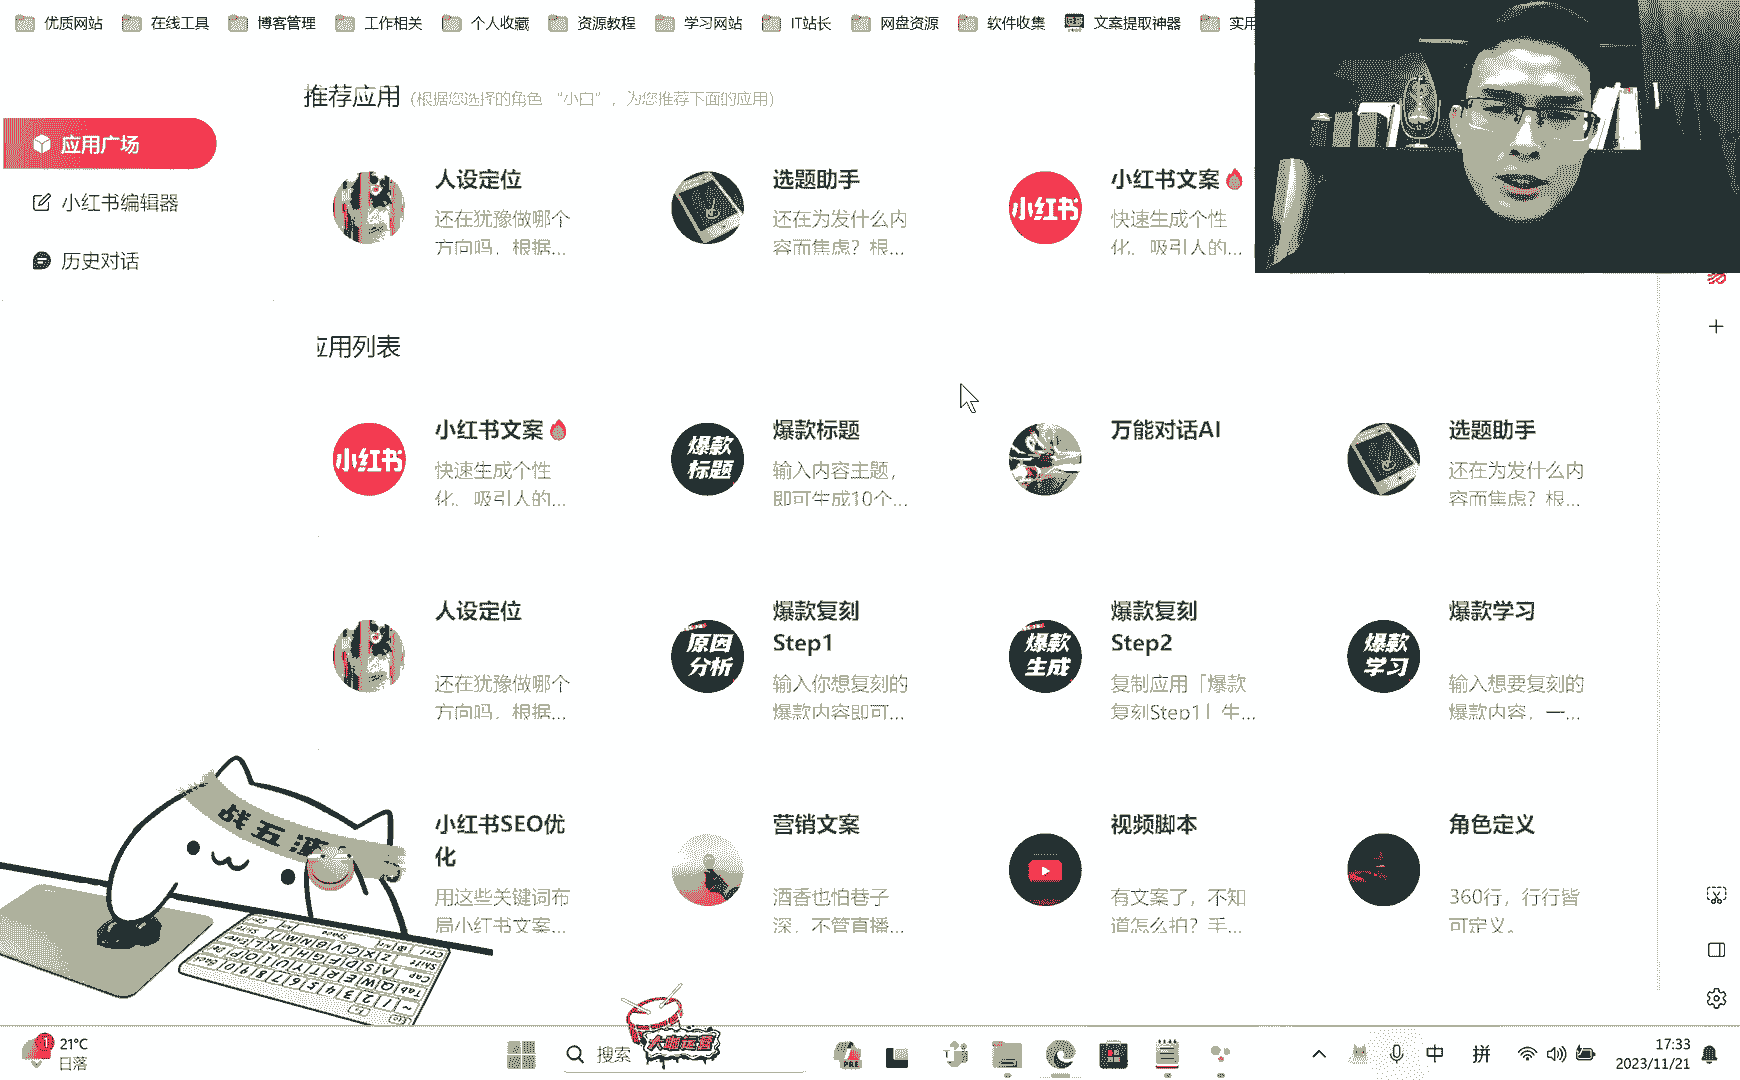 优质网站 在线工具 博客管理 工作相关 个人收藏 资源教程 学习网站 IT站长 网盘资源 软件收集 文案提取神器 实用
推荐应用 (根据您选择的角色 “小白”，为您推荐下面的应用)
应用广场
小红书编辑器
历史对话
人设定位
还在犹豫做哪个
方向吗，根据...
选题助手
还在为发什么内
容而焦虑？根...
小红书
小红书文案
快速生成个性
化、吸引人的...
应用列表
小红书
小红书文案
快速生成个性
化、吸引人的...
爆款
标题
爆款标题
输入内容主题，
即可生成10个...
万能对话AI
选题助手
还在为发什么内
容而焦虑？根...
人设定位
还在犹豫做哪个
方向吗，根据...
原因
分析
爆款复刻
Step1
输入你想复刻的
爆款内容即可...
爆款
生成
爆款复刻
Step2
复制应用「爆款
复刻Step1」生...
爆款
学习
爆款学习
输入想要复刻的
爆款内容，一...
小红书SEO优
化
用这些关键词布
局小红书文案...
营销文案
酒香也怕巷子
深，不管直播...
视频脚本
有文案了，不知
道怎么拍？手...
角色定义
360行，行行皆
可定义。
战五渣
1
21°C
日落
搜索
PRE
中
拼
17:33
2023/11/21